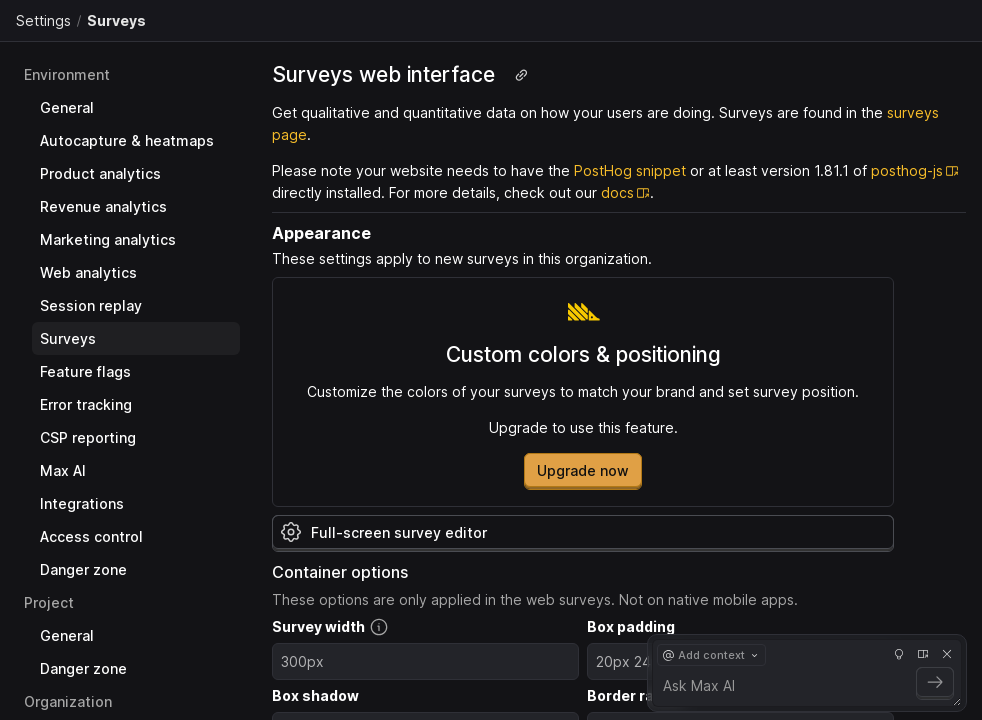 Settings / Surveys
Environment
General
Autocapture & heatmaps
Product analytics
Revenue analytics
Marketing analytics
Web analytics
Session replay
Surveys
Feature flags
Error tracking
CSP reporting
Max AI
Integrations
Access control
Danger zone
Project
General
Danger zone
Organization
Surveys web interface
Get qualitative and quantitative data on how your users are doing. Surveys are found in the surveys
page.
Please note your website needs to have the PostHog snippet or at least version 1.81.1 of posthog-js
directly installed. For more details, check out our docs.
Appearance
These settings apply to new surveys in this organization.
Custom colors & positioning
Customize the colors of your surveys to match your brand and set survey position.
Upgrade to use this feature.
Upgrade now
Full-screen survey editor
Container options
These options are only applied in the web surveys. Not on native mobile apps.
Survey width
300px
Box padding
20px 24
Box shadow
Border ra
@ Add context
Ask Max AI